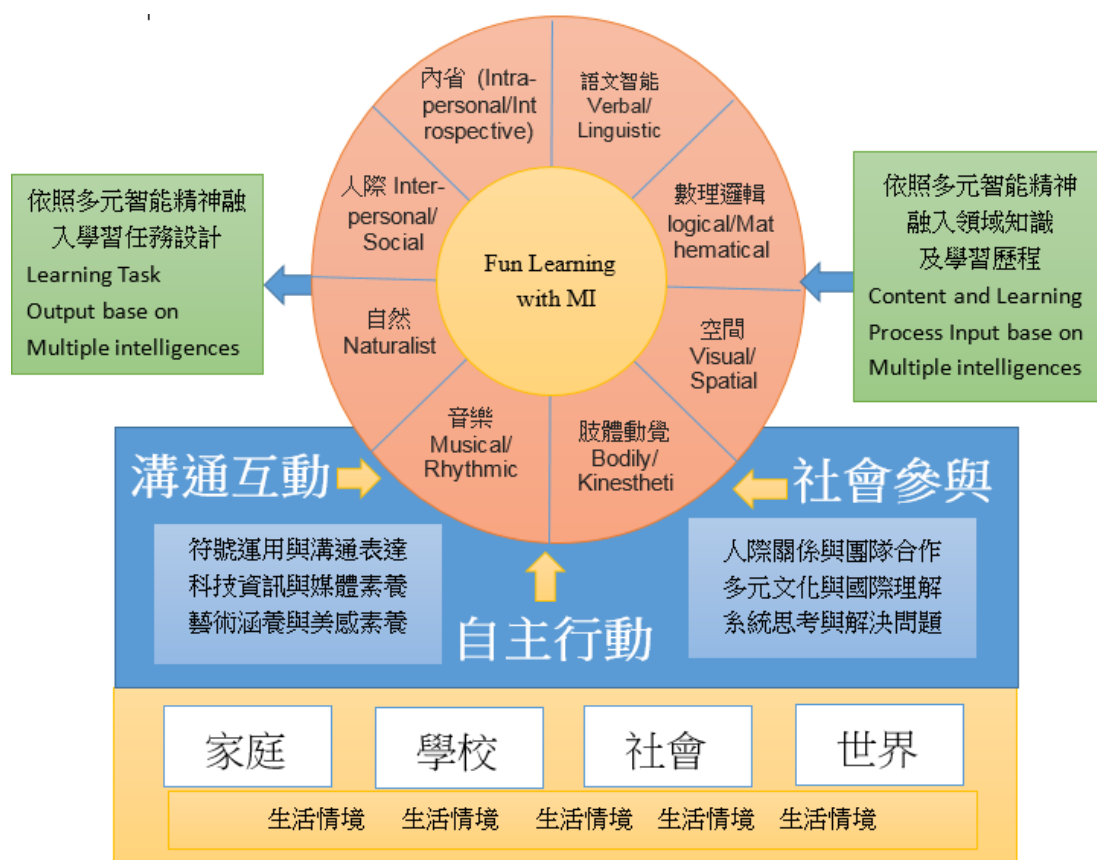 內省 (Intra-
personal/Int
rospective)
語文智能
Verbal/
Linguistic
人際 Inter-
personal/
Social
數理邏輯
logical/Mat
hematical
Fun Learning
with MI
自然
Naturalist
空間
Visual/
Spatial
音樂
Musical/
Rhythmic
肢體動覺
Bodily/
Kinestheti
依照多元智能精神融
入學習任務設計
Learning Task
Output base on
Multiple intelligences
依照多元智能精神
融入領域知識
及學習歷程
Content and Learning
Process Input base on
Multiple intelligences
溝通互動
社會參與
符號運用與溝通表達
科技資訊與媒體素養
藝術涵養與美感素養
人際關係與團隊合作
多元文化與國際理解
系統思考與解決問題
自主行動
家庭
學校
社會
世界
生活情境 生活情境 生活情境 生活情境 生活情境